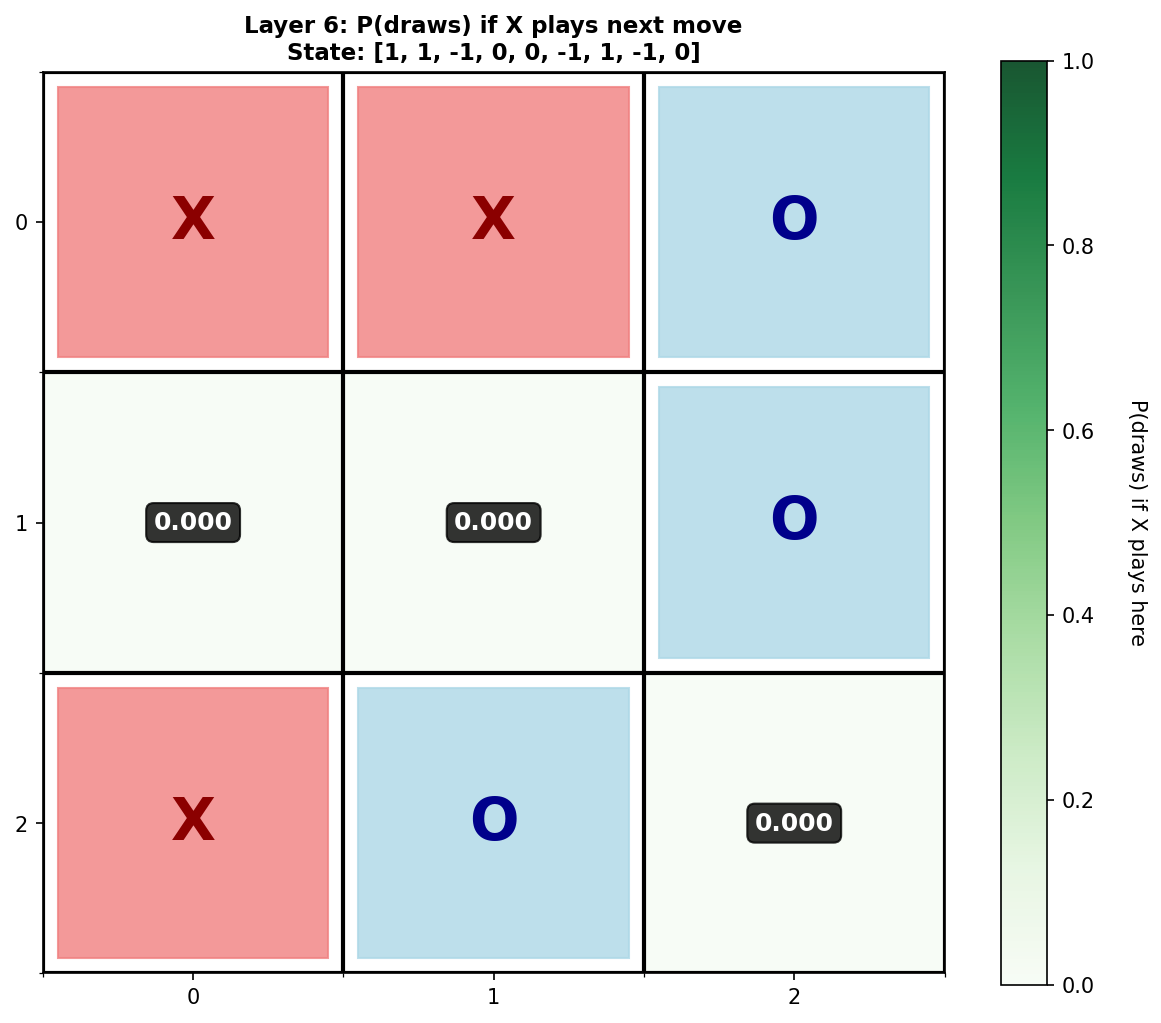 Layer 6: P(draws) if X plays next move
State: [1, 1, -1, 0, 0, -1, 1, -1, 0]
X X O
0.000 0.000 O
X O 0.000
0
1
2
0 1 2
1.0
0.8
0.6
0.4
0.2
0.0
P(draws) if X plays here